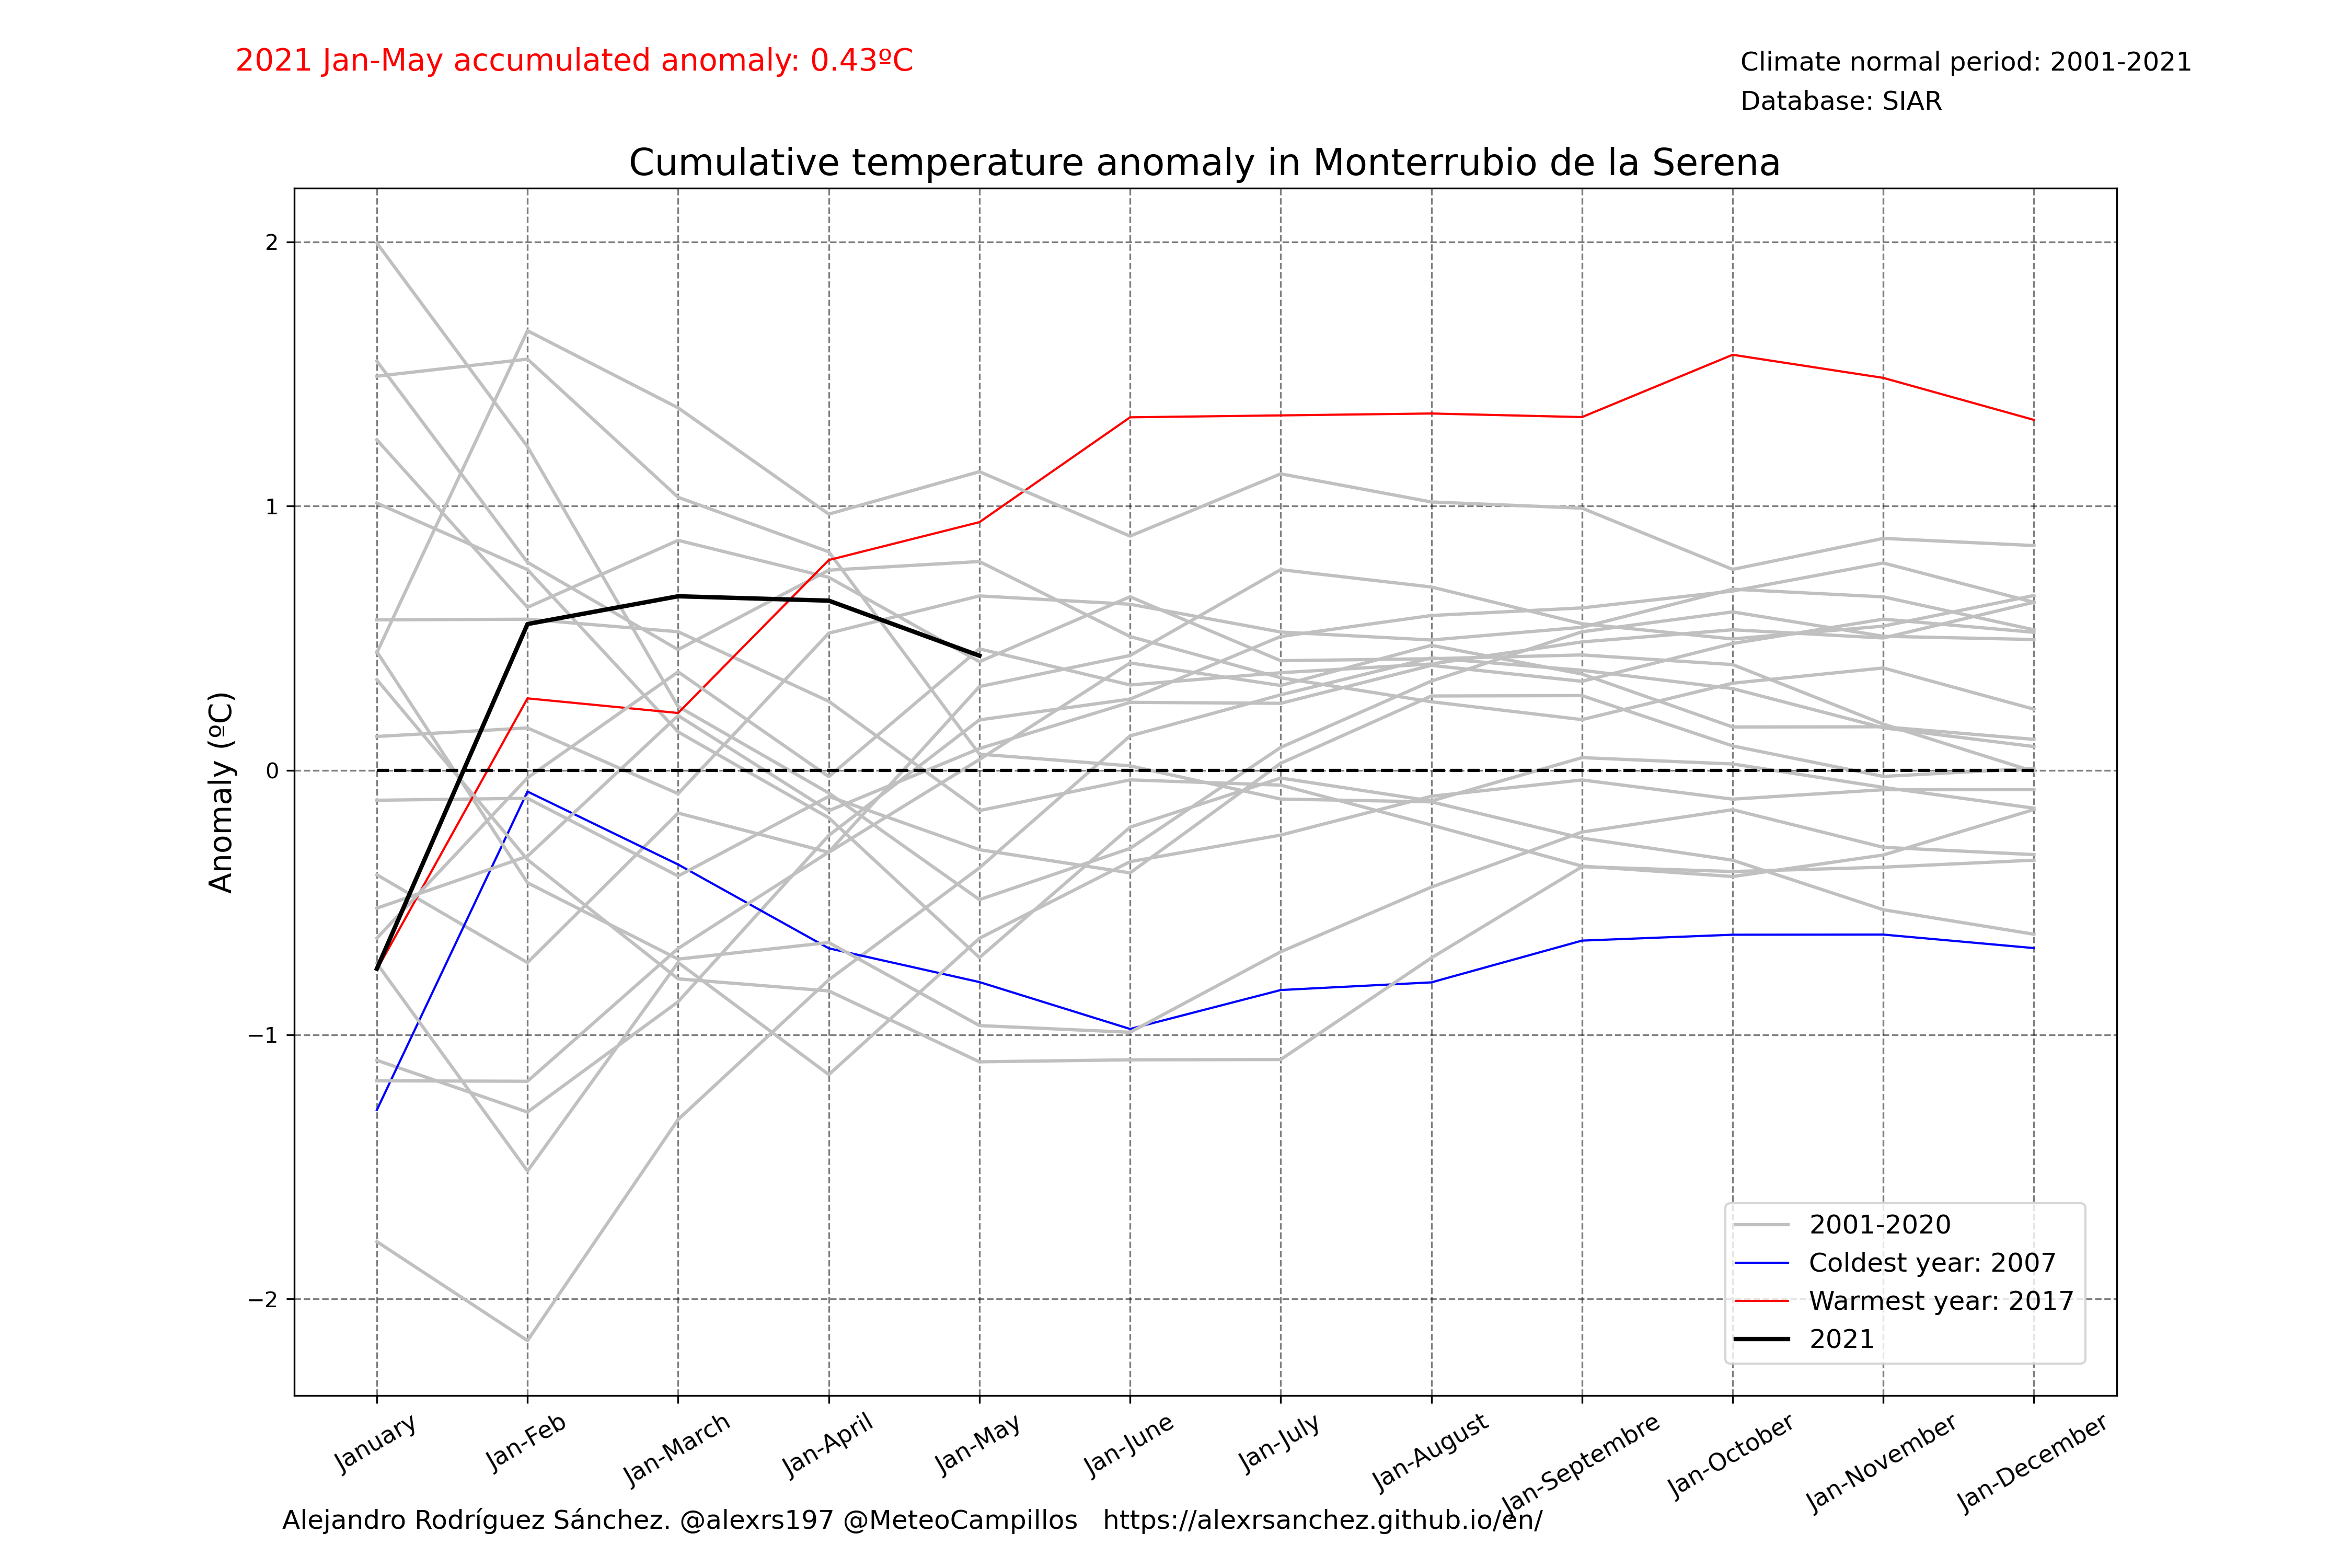 2021 Jan-May accumulated anomaly: 0.43ºC
Climate normal period: 2001-2021
Database: SIAR
Cumulative temperature anomaly in Monterrubio de la Serena
Anomaly (ºC)
2
1
0
−1
−2
2001-2020
Coldest year: 2007
Warmest year: 2017
2021
January
Jan-Feb
Jan-March
Jan-April
Jan-May
Jan-June
Jan-July
Jan-August
Jan-Septembre
Jan-October
Jan-November
Jan-December
Alejandro Rodríguez Sánchez. @alexrs197 @MeteoCampillos https://alexrsanchez.github.io/en/